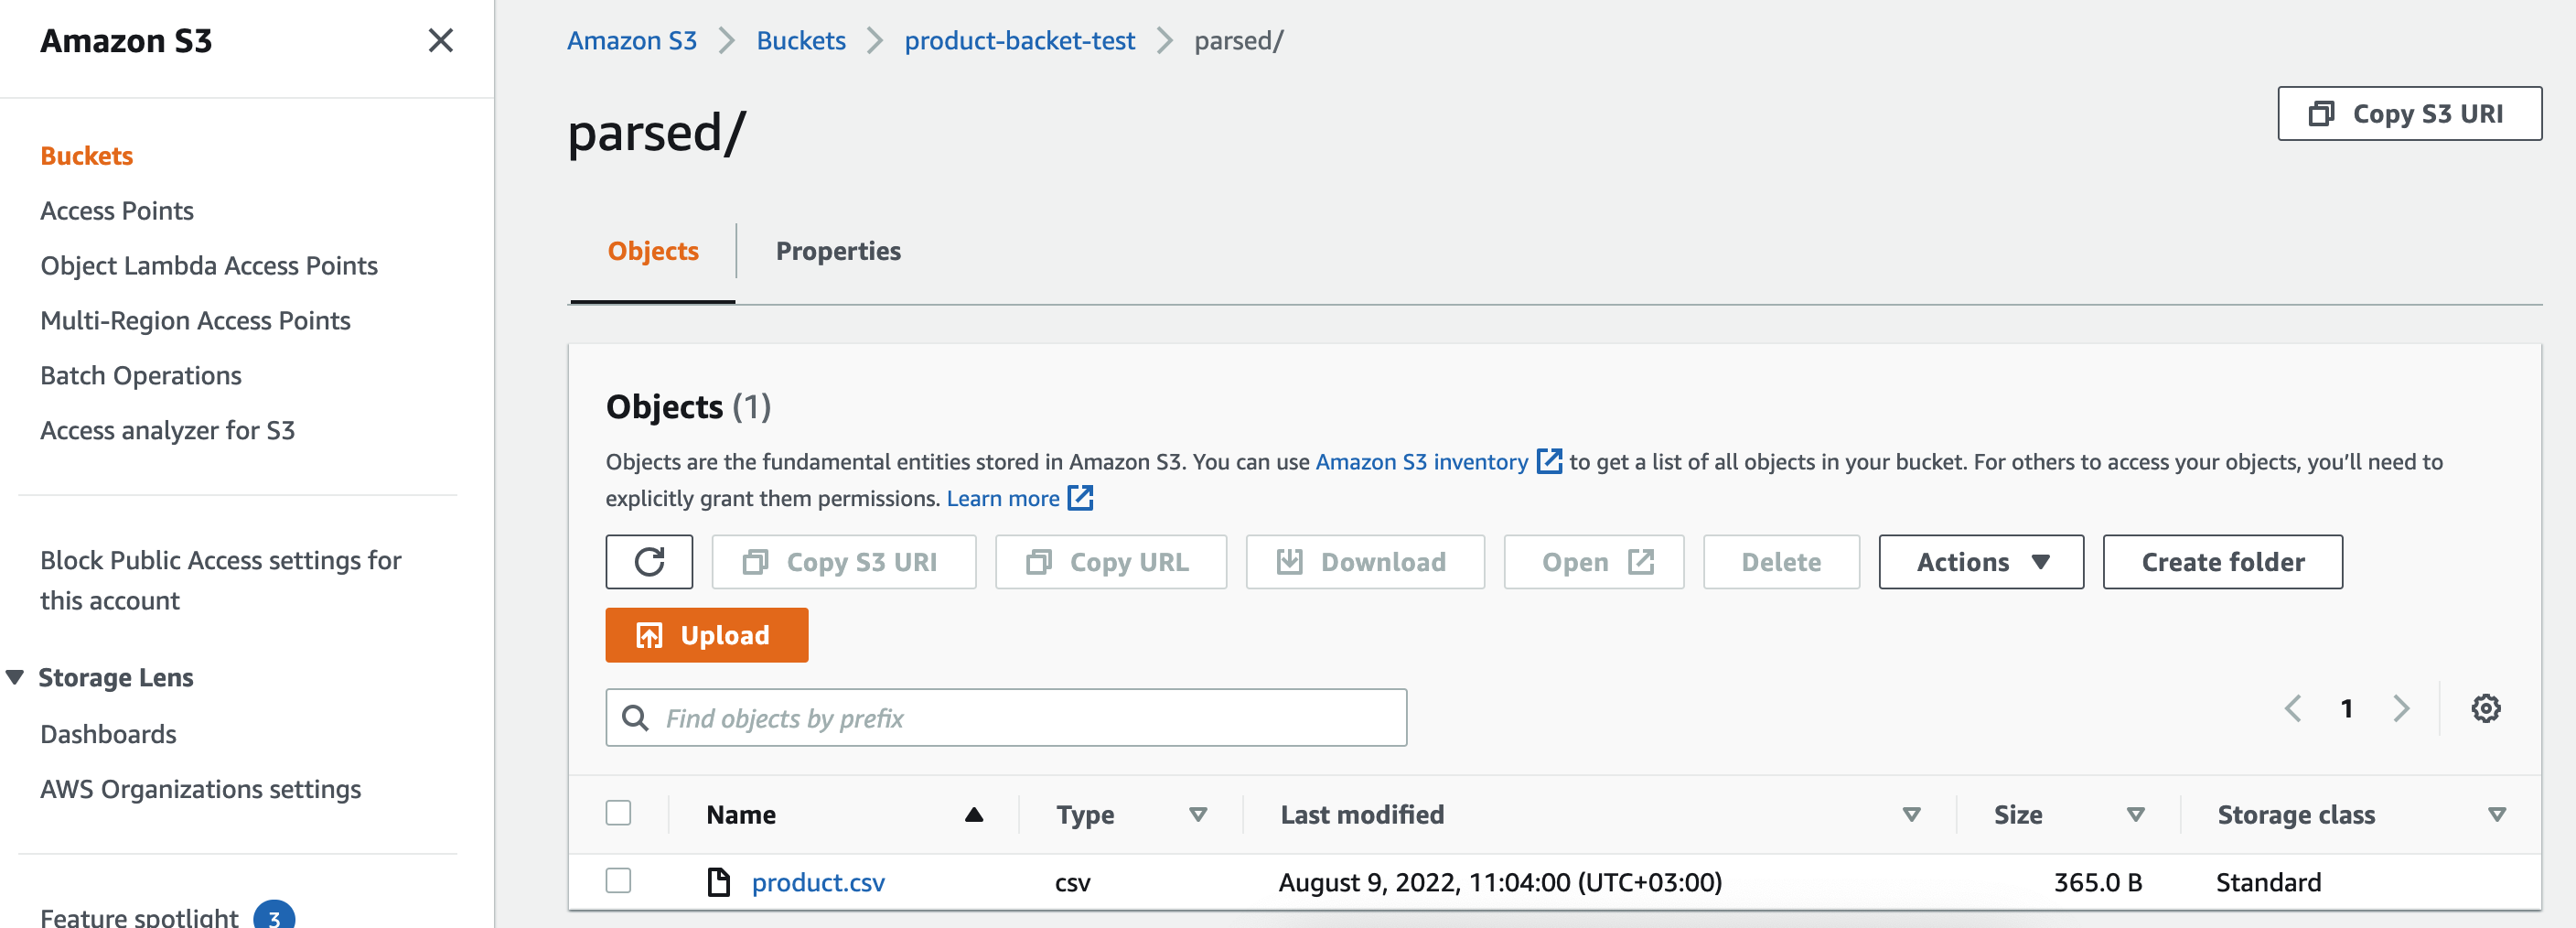 Amazon S3
Buckets
Access Points
Object Lambda Access Points
Multi-Region Access Points
Batch Operations
Access analyzer for S3
Block Public Access settings for
this account
Storage Lens
Dashboards
AWS Organizations settings
Feature spotlight 3
Amazon S3 > Buckets > product-backet-test > parsed/
parsed/
Copy S3 URI
Objects Properties
Objects (1)
Objects are the fundamental entities stored in Amazon S3. You can use Amazon S3 inventory to get a list of all objects in your bucket. For others to access your objects, you’ll need to
explicitly grant them permissions. Learn more
Copy S3 URI Copy URL Download Open Delete Actions Create folder
Upload
Find objects by prefix
1
Name Type Last modified Size Storage class
product.csv csv August 9, 2022, 11:04:00 (UTC+03:00) 365.0 B Standard